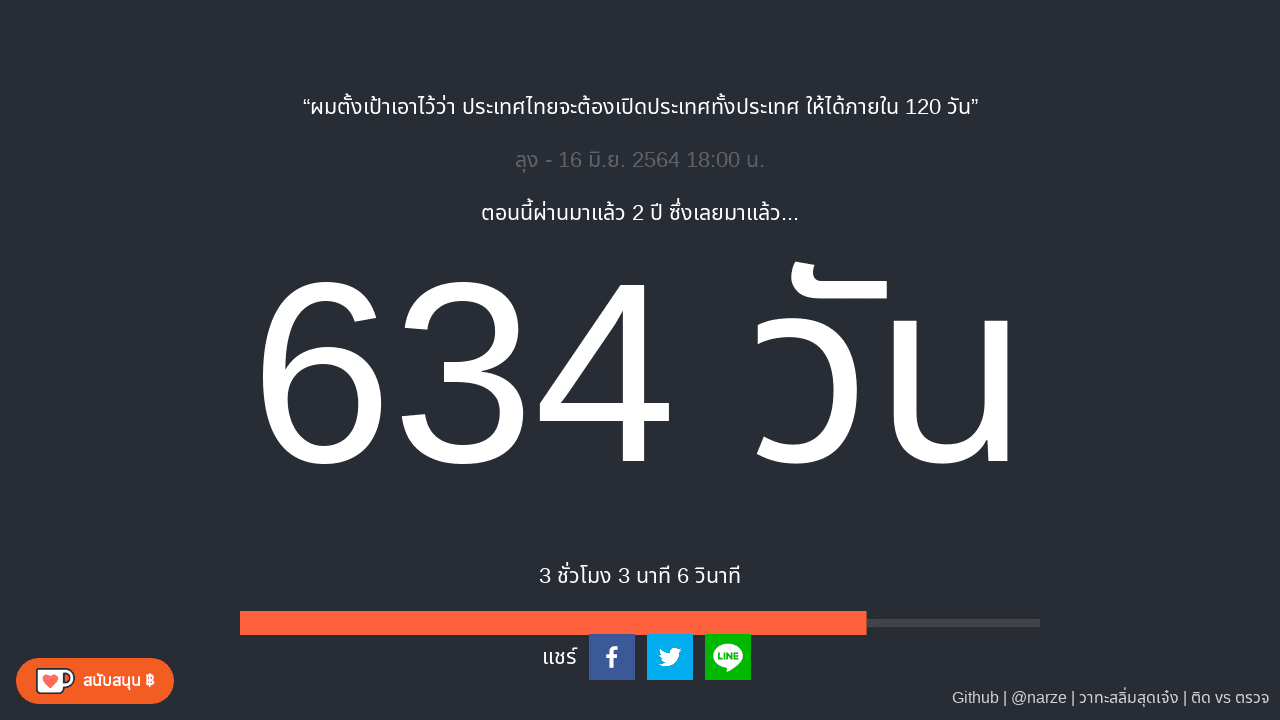 “ผมตั้งเป้าเอาไว้ว่า ประเทศไทยจะต้องเปิดประเทศทั้งประเทศ ให้ได้ภายใน 120 วัน”
ลุง - 16 มิ.ย. 2564 18:00 น.
ตอนนี้ผ่านมาแล้ว 2 ปี ซึ่งเลยมาแล้ว...
634 วัน
3 ชั่วโมง 3 นาที 6 วินาที
แชร์
LINE
สนับสนุน ฿
Github | @narze | วาทะสลิ่มสุดเจ๋ง | ติด vs ตรวจ